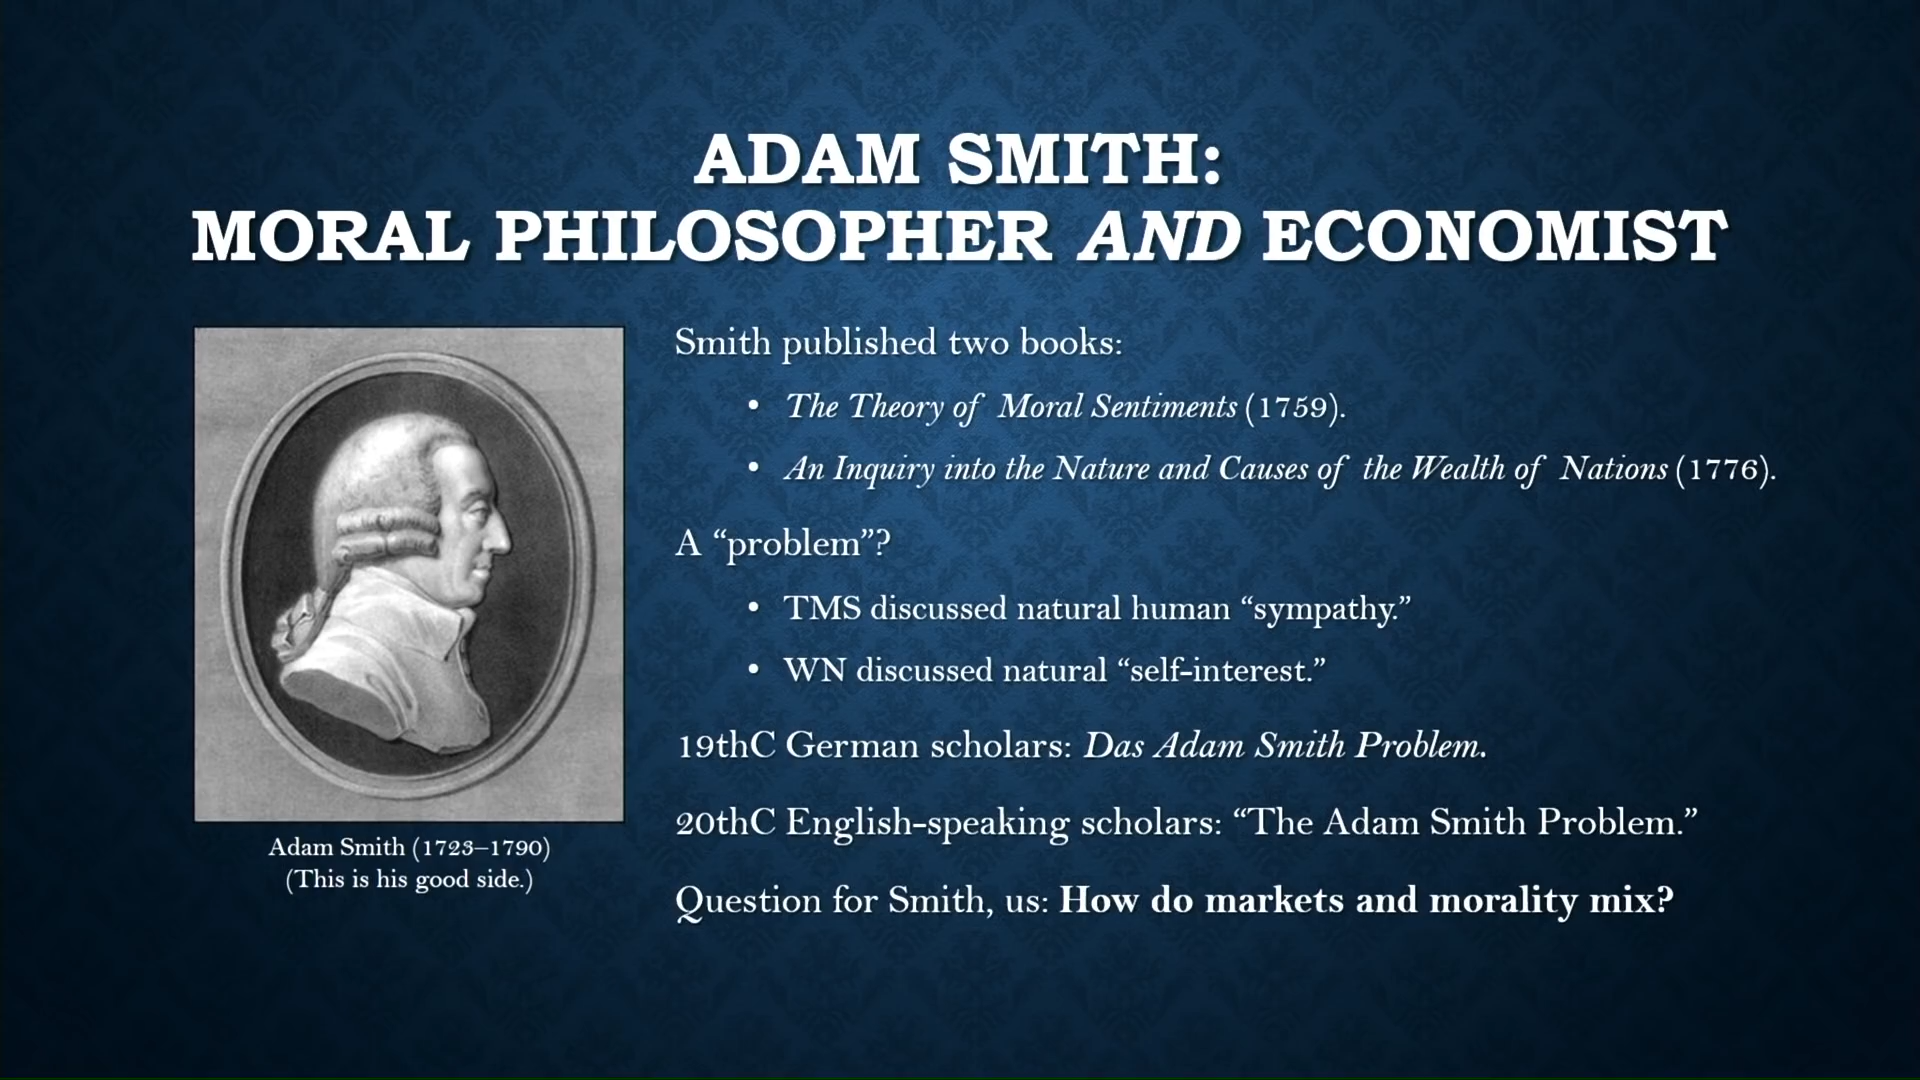 ADAM SMITH:
MORAL PHILOSOPHER AND ECONOMIST
Smith published two books:
• The Theory of Moral Sentiments (1759).
• An Inquiry into the Nature and Causes of the Wealth of Nations (1776).
A “problem”?
• TMS discussed natural human “sympathy.”
• WN discussed natural “self-interest.”
19thC German scholars: Das Adam Smith Problem.
20thC English-speaking scholars: “The Adam Smith Problem.”
Question for Smith, us: How do markets and morality mix?
Adam Smith (1723–1790)
(This is his good side.)